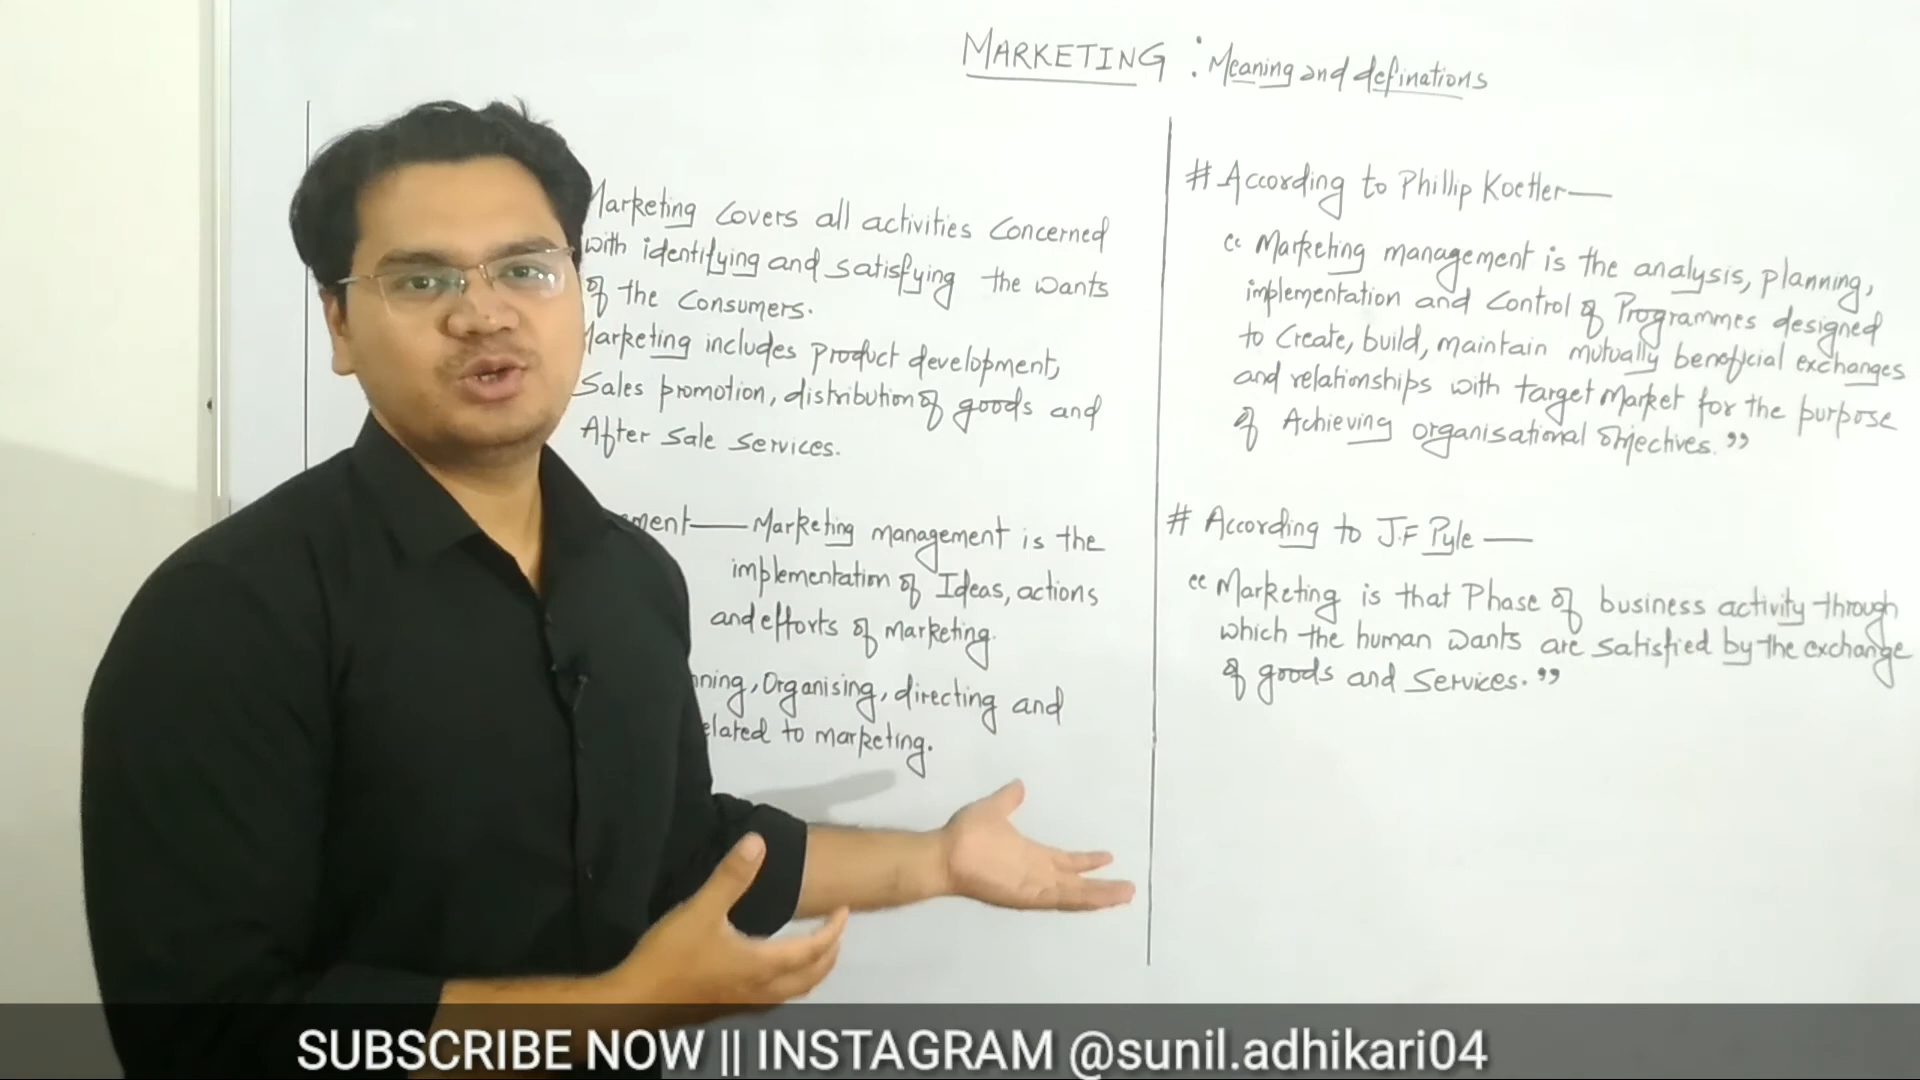 MARKETING : Meaning and definations
Marketing covers all activities concerned
with identifying and satisfying the wants
of the consumers.
Marketing includes product development,
Sales promotion, distribution of goods and
After sale services.
ment — Marketing management is the
implementation of Ideas, actions
and efforts of marketing.
nning, Organising, directing and
elated to marketing.
# According to Phillip Koetler —
“ Marketing management is the analysis, planning,
implementation and control of Programmes designed
to create, build, maintain mutually beneficial exchanges
and relationships with target Market for the purpose
of Achieving organisational objectives.”
# According to J.F Pyle —
“ Marketing is that Phase of business activity through
which the human wants are satisfied by the exchange
of goods and services.”
SUBSCRIBE NOW || INSTAGRAM @sunil.adhikari04